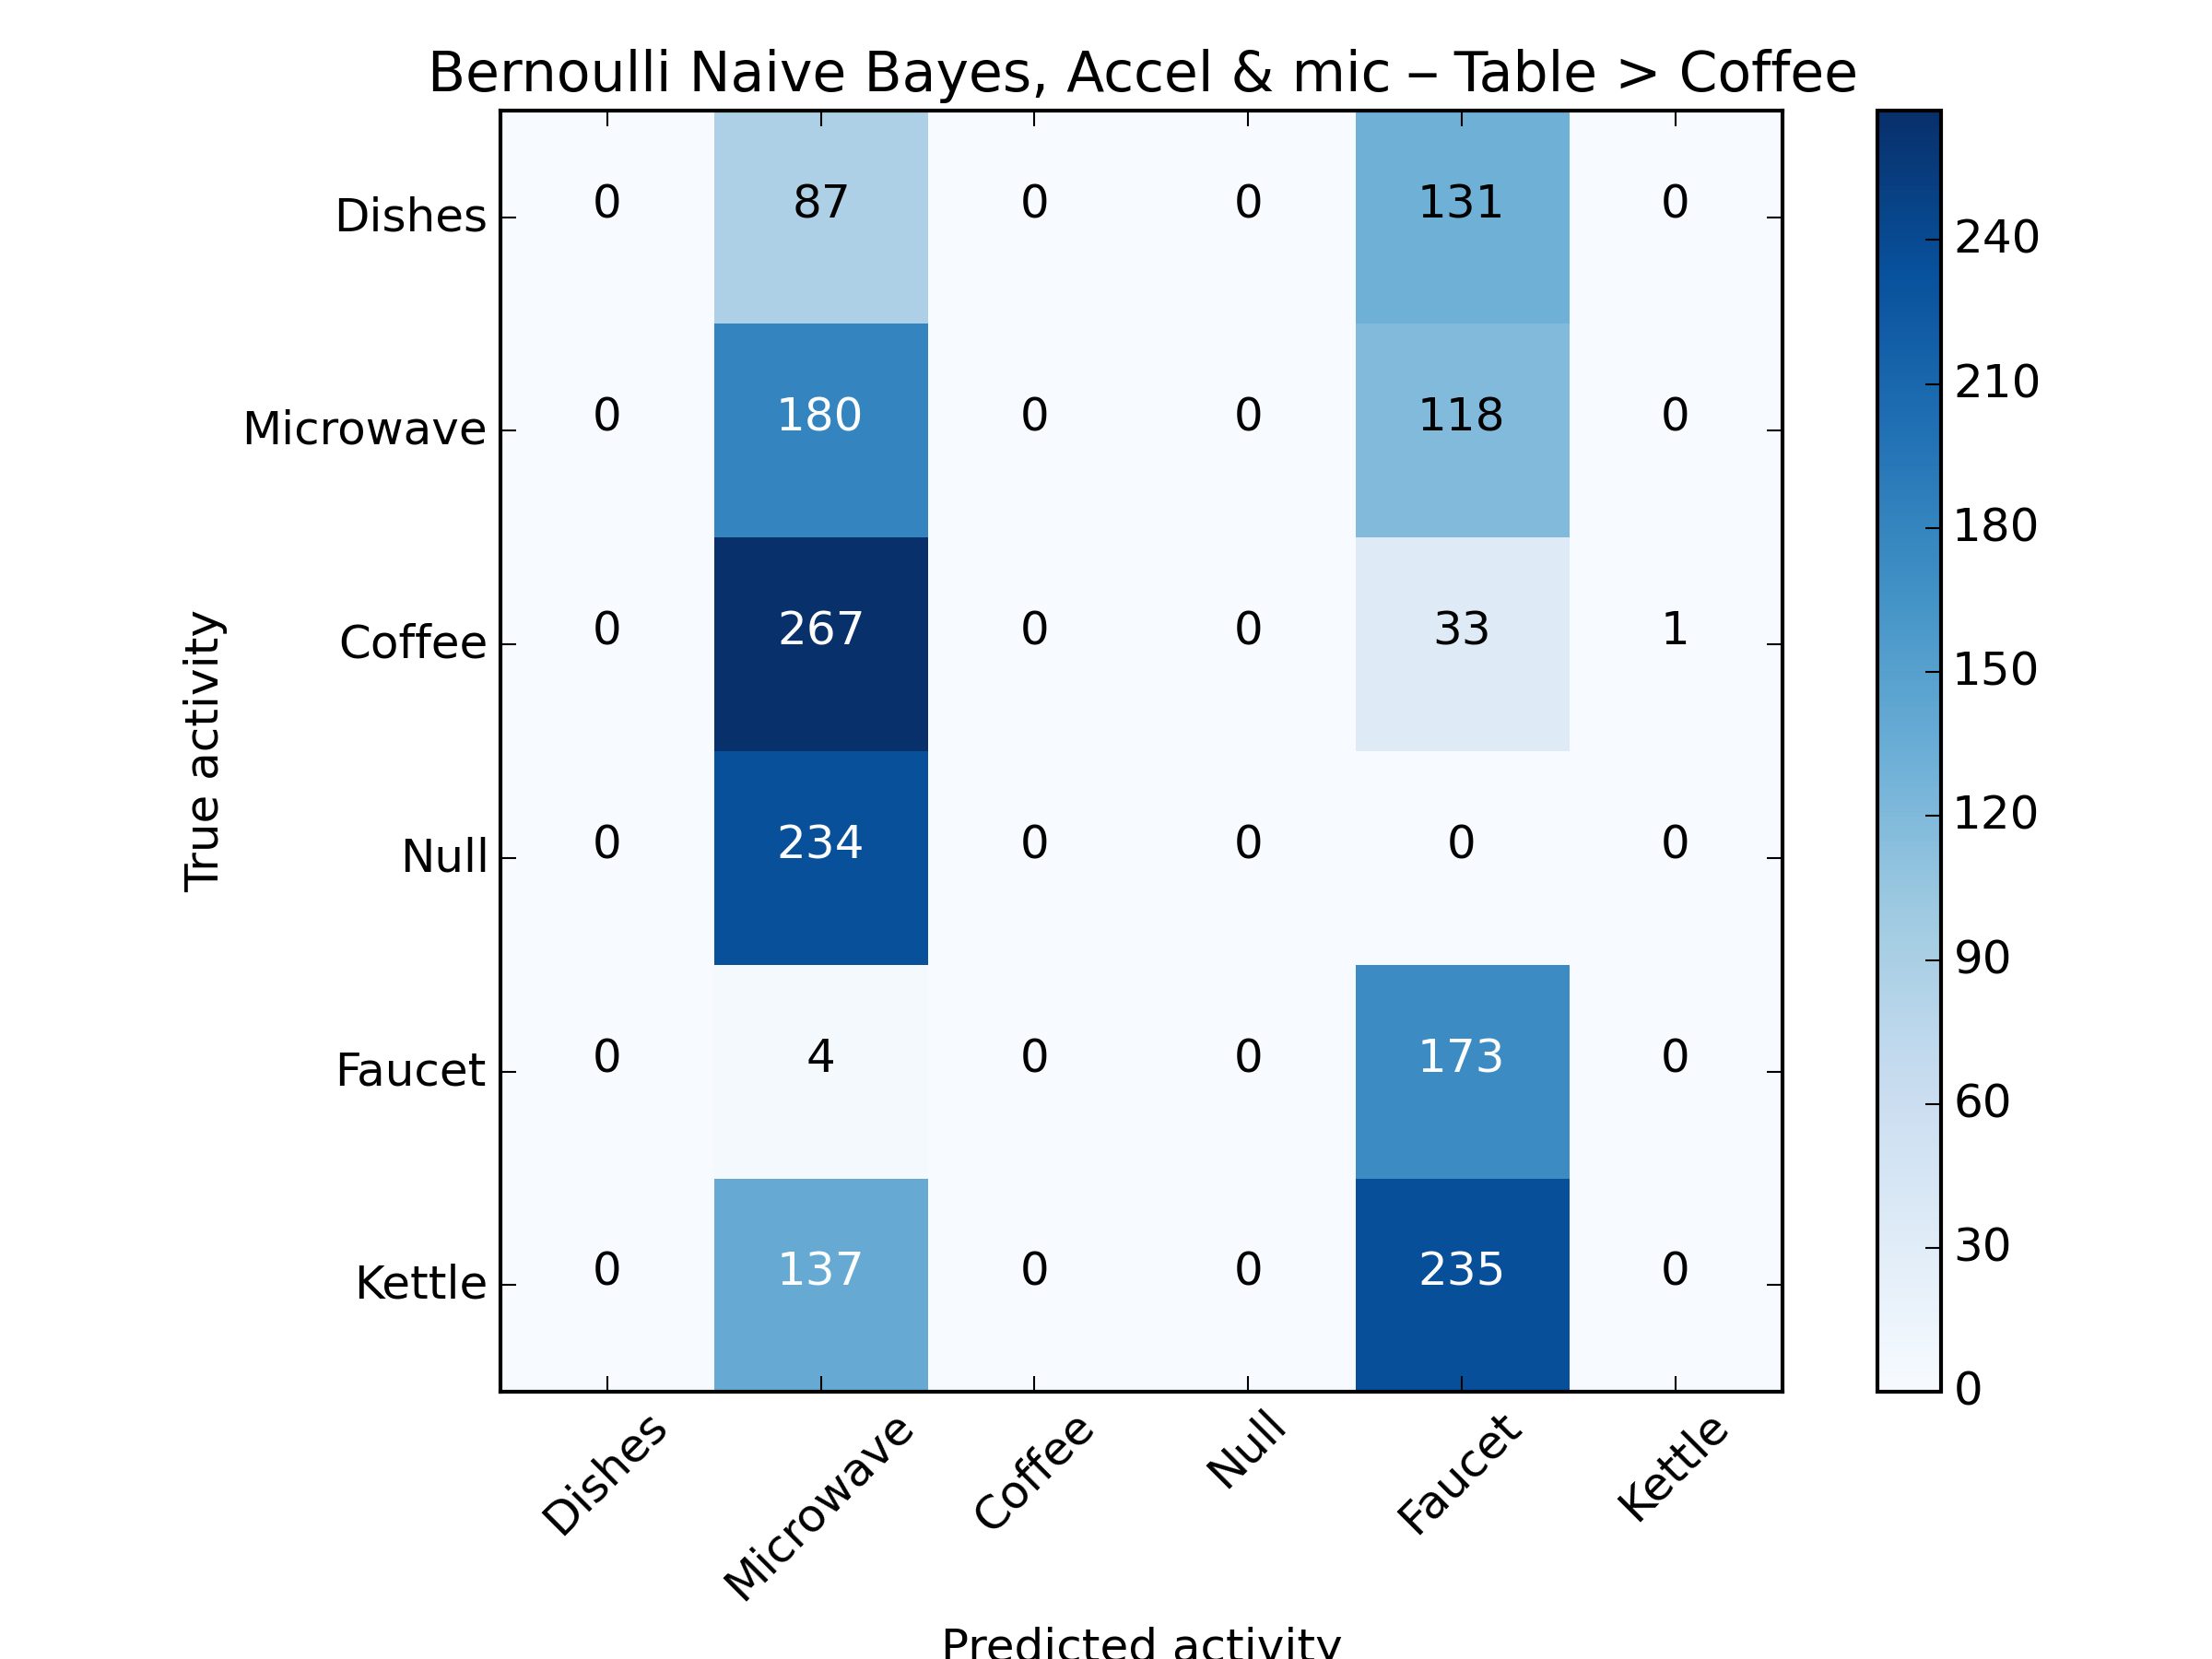 Bernoulli Naive Bayes, Accel & mic – Table > Coffee
Dishes 0 87 0 0 131 0
Microwave 0 180 0 0 118 0
Coffee 0 267 0 0 33 1
Null 0 234 0 0 0 0
Faucet 0 4 0 0 173 0
Kettle 0 137 0 0 235 0
True activity
Dishes Microwave Coffee Null Faucet Kettle
Predicted activity
240
210
180
150
120
90
60
30
0